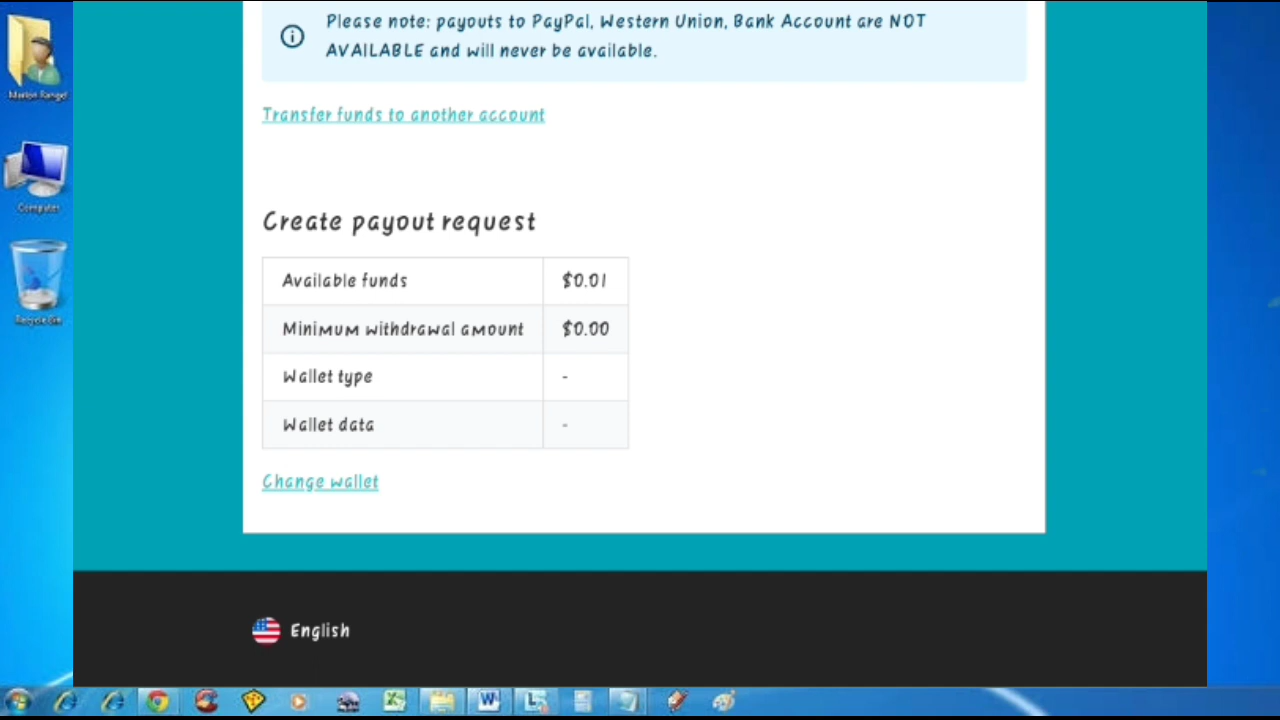 Please note: payouts to PayPal, Western Union, Bank Account are NOT
AVAILABLE and will never be available.
Transfer funds to another account
Create payout request
Available funds $0.01
Minimum withdrawal amount $0.00
Wallet type -
Wallet data -
Change wallet
English
Computer
Recycle Bin